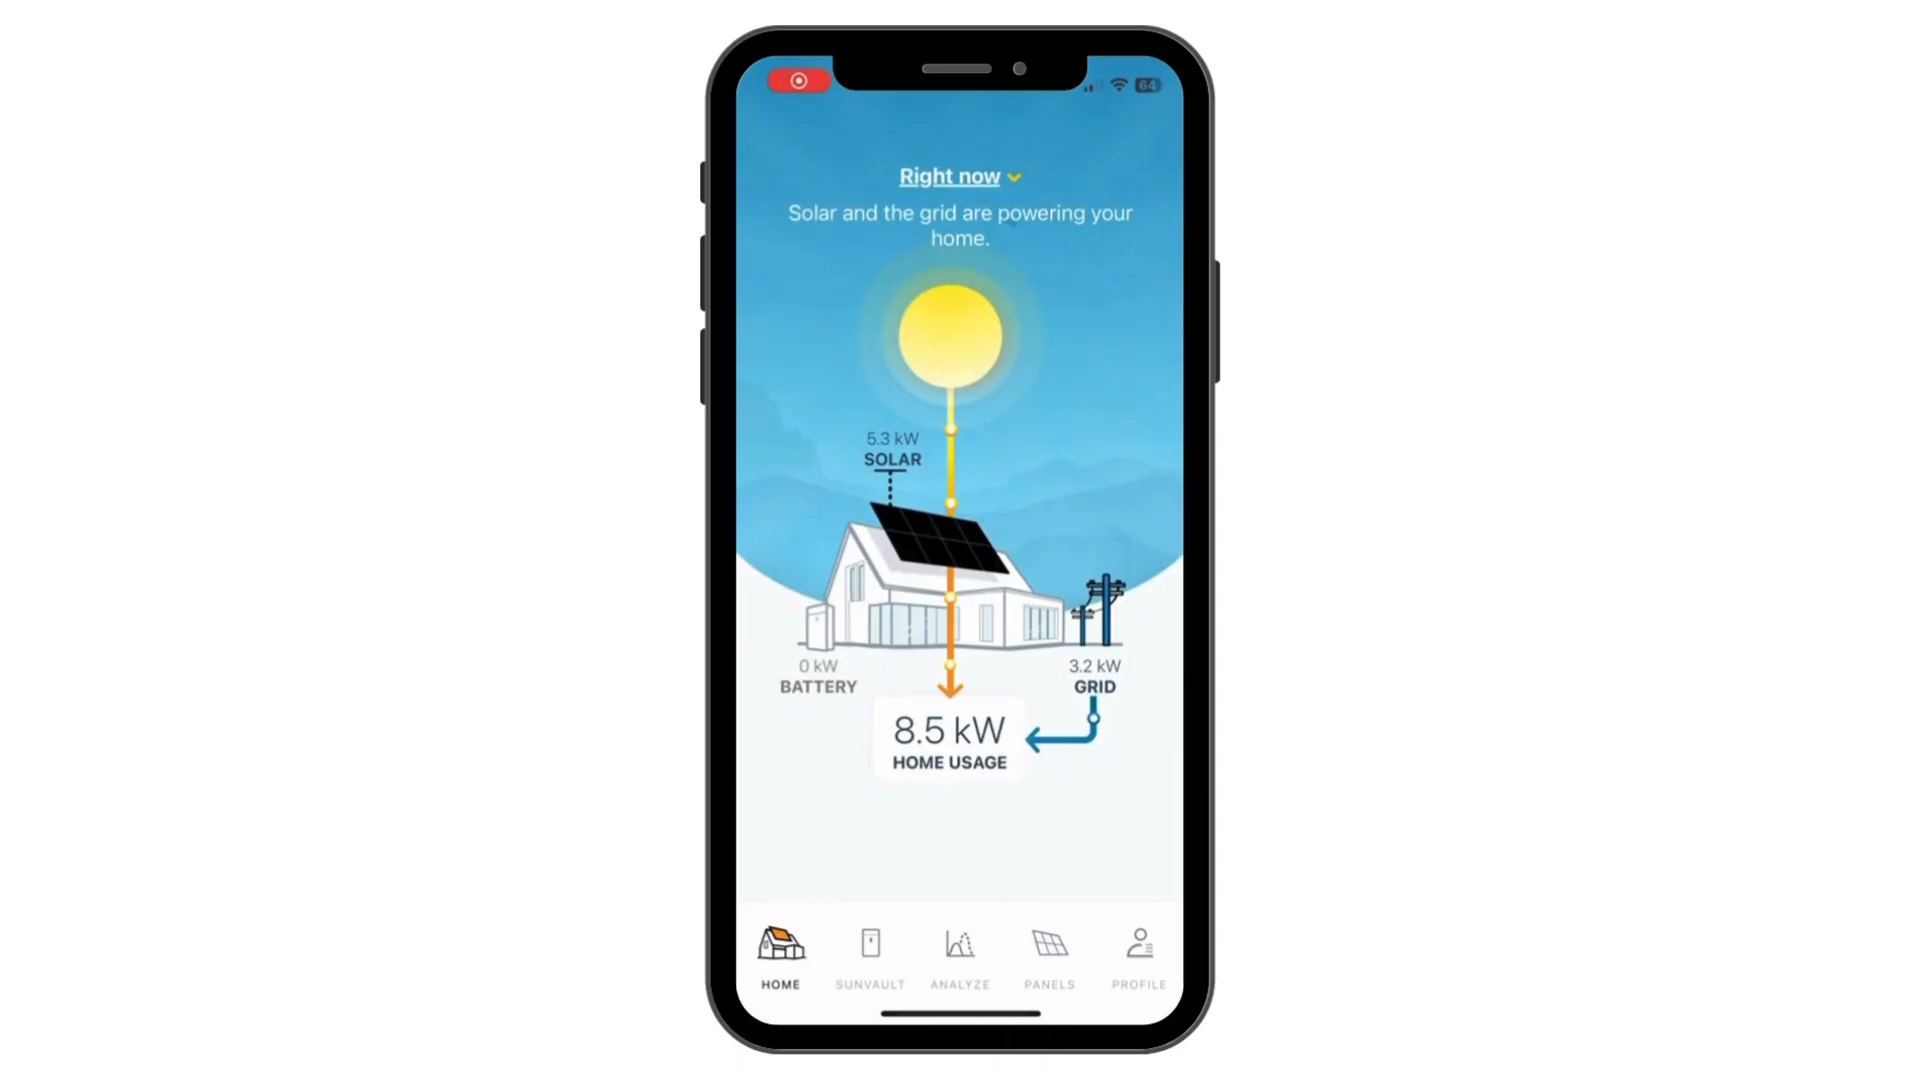 64
Right now
Solar and the grid are powering your
home.
5.3 kW
SOLAR
0 kW
BATTERY
3.2 kW
GRID
8.5 kW
HOME USAGE
HOME
SUNVAULT
ANALYZE
PANELS
PROFILE